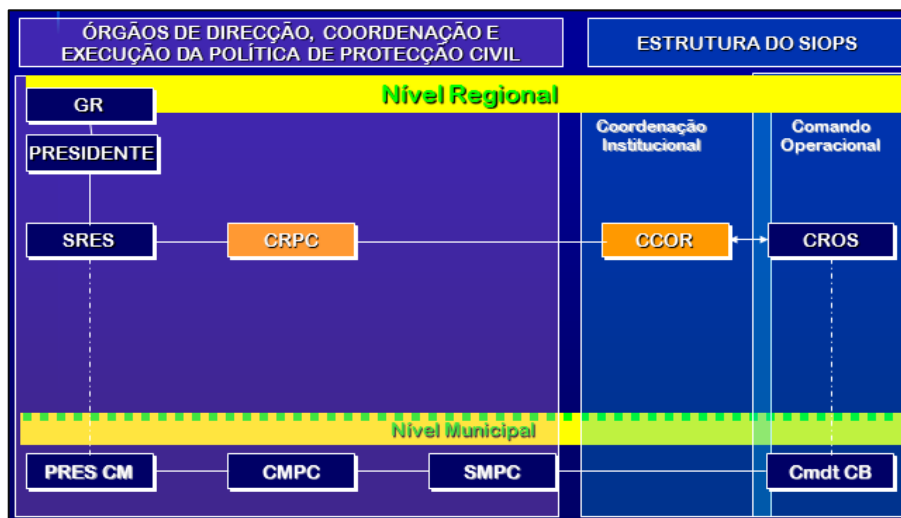 ÓRGÃOS DE DIRECÇÃO, COORDENAÇÃO E
EXECUÇÃO DA POLÍTICA DE PROTECÇÃO CIVIL
ESTRUTURA DO SIOPS
Nível Regional
GR
PRESIDENTE
Coordenação
Institucional
Comando
Operacional
SRES
CRPC
CCOR
CROS
Nível Municipal
PRES CM
CMPC
SMPC
Cmdt CB